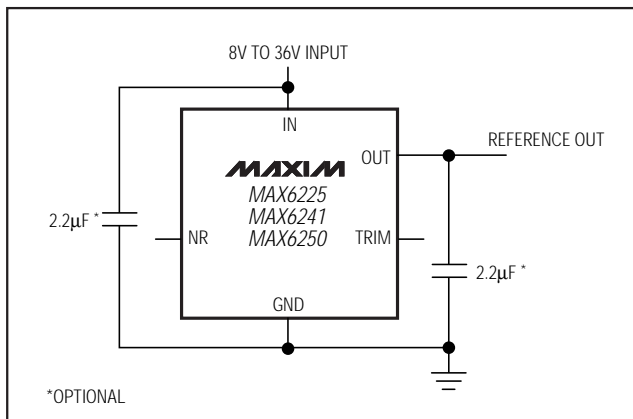 8V TO 36V INPUT
IN
OUT
REFERENCE OUT
MAXIM
MAX6225
MAX6241
MAX6250
2.2μF *
NR
TRIM
2.2μF *
GND
*OPTIONAL